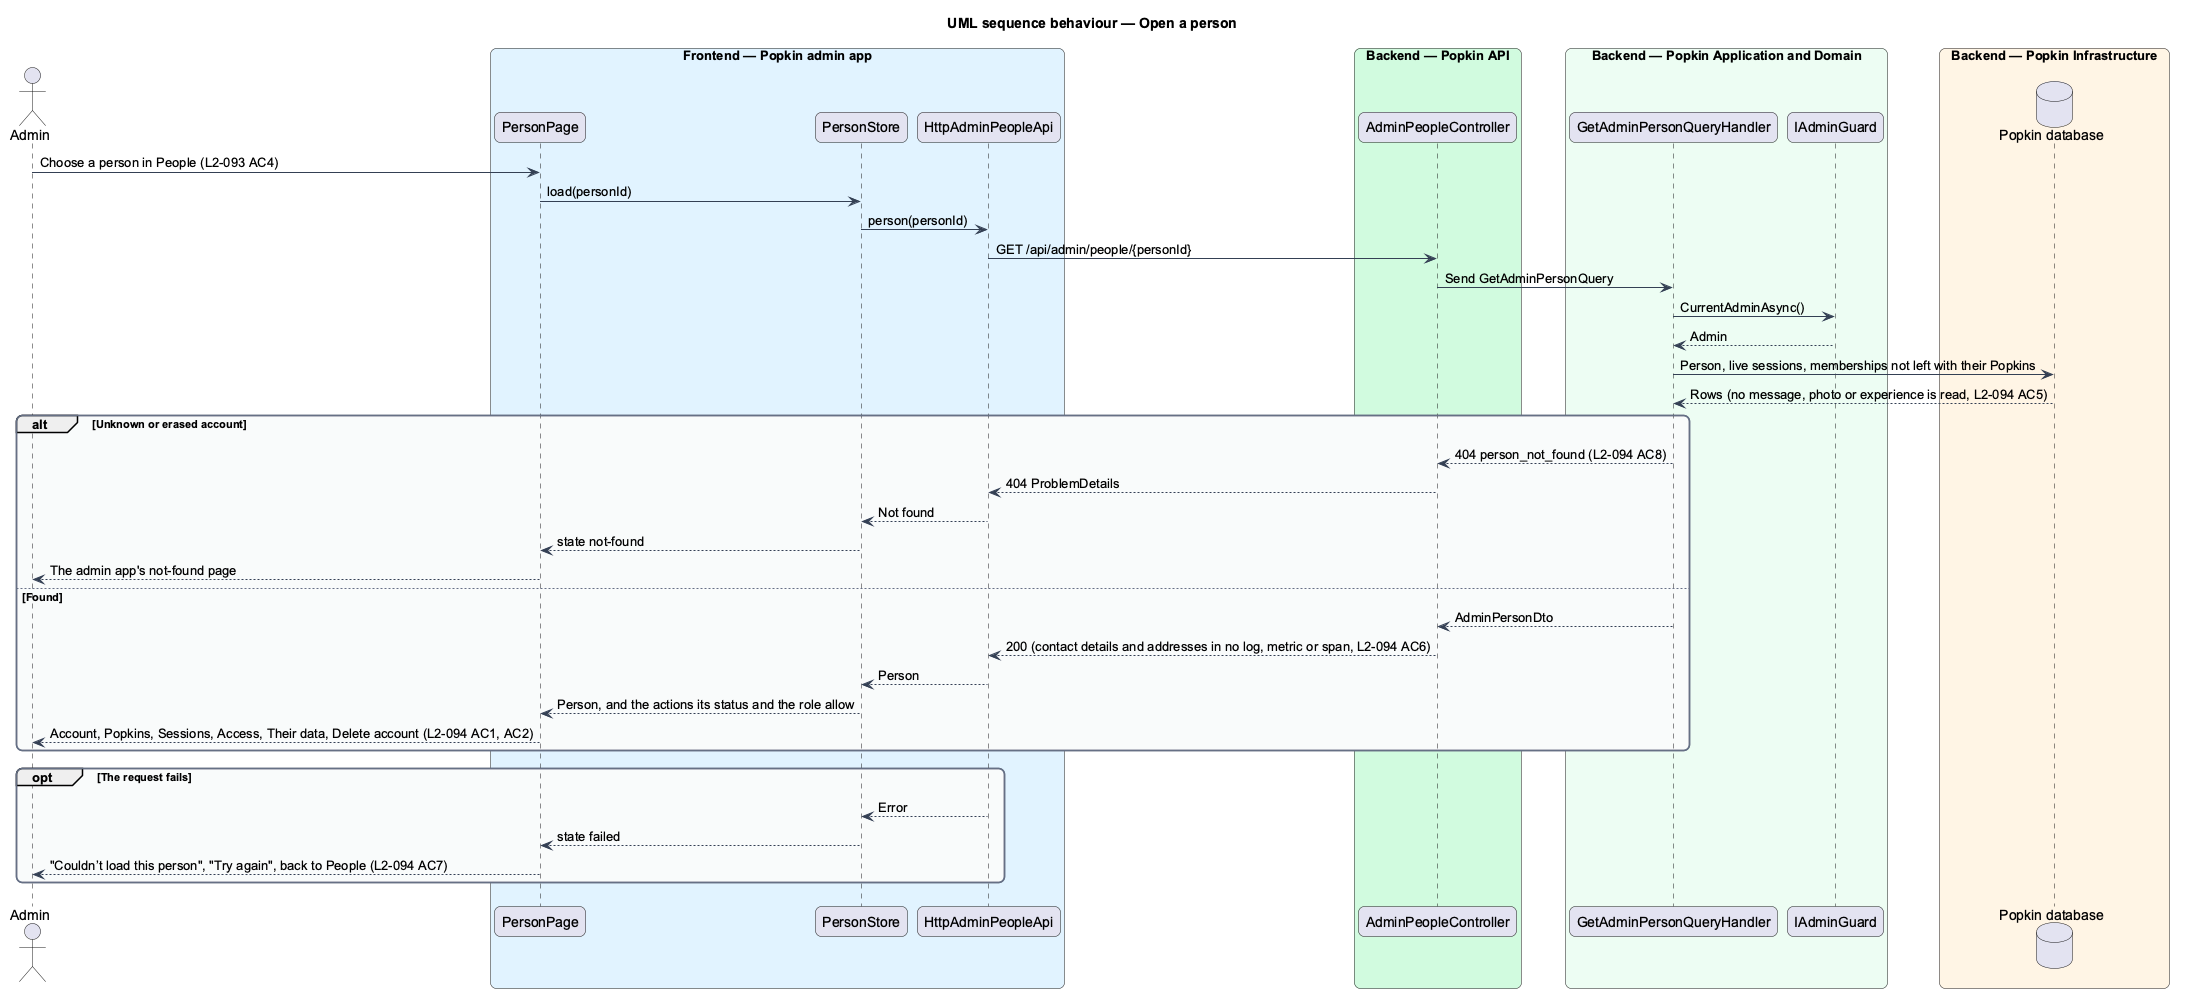 UML sequence behaviour — Open a person
Frontend — Popkin admin app
Backend — Popkin API
Backend — Popkin Application and Domain
Backend — Popkin Infrastructure
Admin
PersonPage
PersonStore
HttpAdminPeopleApi
AdminPeopleController
GetAdminPersonQueryHandler
IAdminGuard
Popkin database
Choose a person in People (L2-093 AC4)
load(personId)
person(personId)
GET /api/admin/people/{personId}
Send GetAdminPersonQuery
CurrentAdminAsync()
Admin
Person, live sessions, memberships not left with their Popkins
Rows (no message, photo or experience is read, L2-094 AC5)
alt
[Unknown or erased account]
404 person_not_found (L2-094 AC8)
404 ProblemDetails
Not found
state not-found
The admin app's not-found page
[Found]
AdminPersonDto
200 (contact details and addresses in no log, metric or span, L2-094 AC6)
Person
Person, and the actions its status and the role allow
Account, Popkins, Sessions, Access, Their data, Delete account (L2-094 AC1, AC2)
opt
[The request fails]
Error
state failed
"Couldn't load this person", "Try again", back to People (L2-094 AC7)
Admin
PersonPage
PersonStore
HttpAdminPeopleApi
AdminPeopleController
GetAdminPersonQueryHandler
IAdminGuard
Popkin database